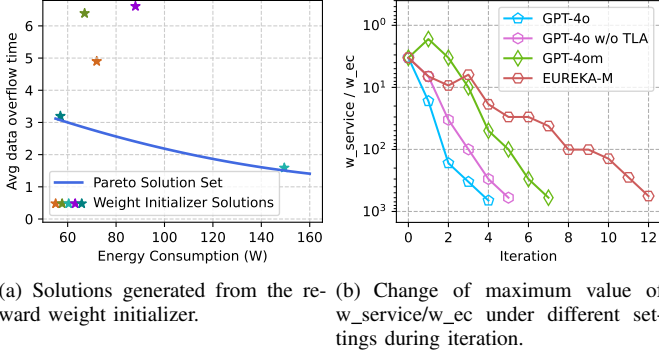 6
5
4
3
2
1
0
Avg data overflow time
Pareto Solution Set
Weight Initializer Solutions
60 80 100 120 140 160
Energy Consumption (W)
10⁰
10¹
10²
10³
w_service / w_ec
GPT-4o
GPT-4o w/o TLA
GPT-4om
EUREKA-M
0 2 4 6 8 10 12
Iteration
(a) Solutions generated from the re-
ward weight initializer.
(b) Change of maximum value of
w_service/w_ec under different set-
tings during iteration.